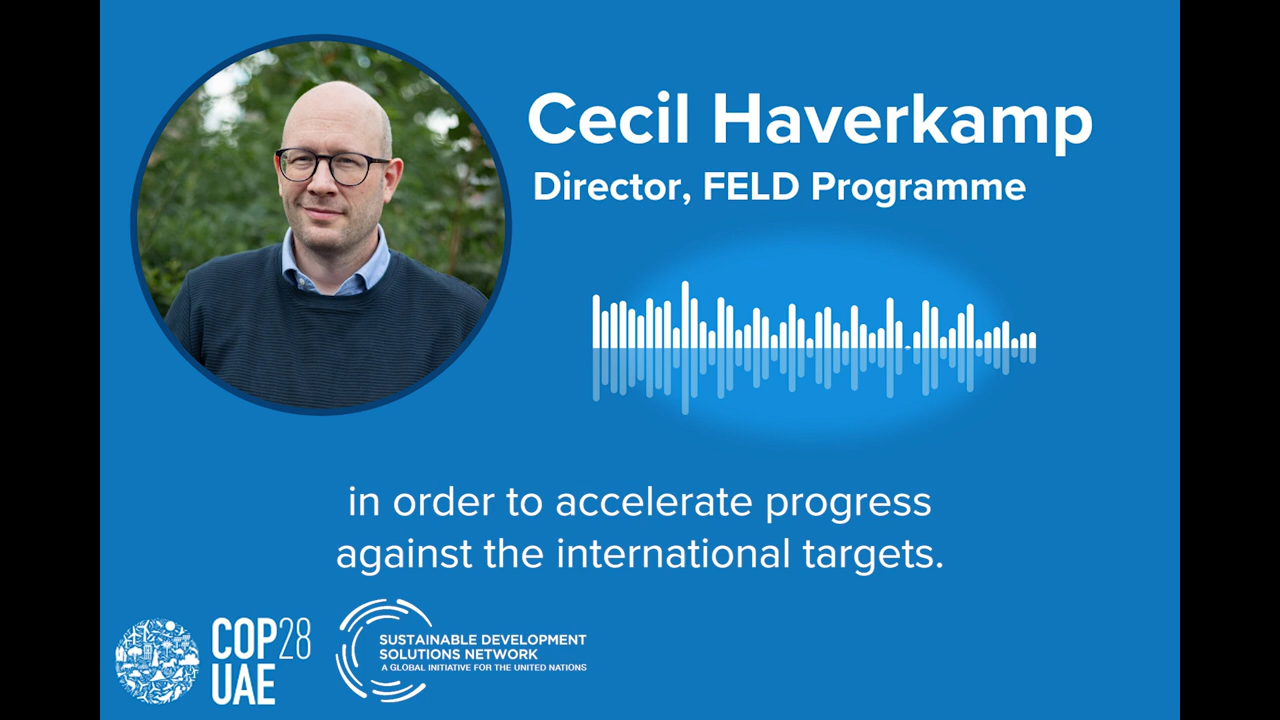 Cecil Haverkamp
Director, FELD Programme
in order to accelerate progress
against the international targets.
COP28
UAE
SUSTAINABLE DEVELOPMENT
SOLUTIONS NETWORK
A GLOBAL INITIATIVE FOR THE UNITED NATIONS